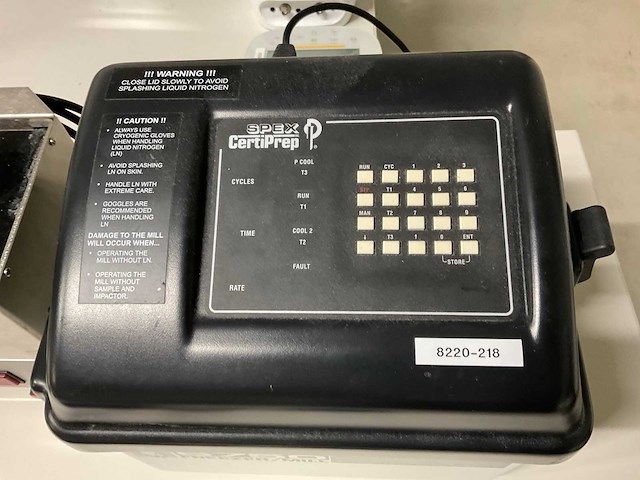 !!! WARNING !!!
CLOSE LID SLOWLY TO AVOID
SPLASHING LIQUID NITROGEN
!! CAUTION !!
• ALWAYS USE
CRYOGENIC GLOVES
WHEN HANDLING
LIQUID NITROGEN
(LN)
• AVOID SPLASHING
LN ON SKIN.
• HANDLE LN WITH
EXTREME CARE.
• GOGGLES ARE
RECOMMENDED
WHEN HANDLING
LN
DAMAGE TO THE MILL
WILL OCCUR WHEN...
• OPERATING THE
MILL WITHOUT LN.
• OPERATING THE
MILL WITHOUT
SAMPLE AND
IMPACTOR.
SPEX
CertiPrep
P COOL
T3
CYCLES
RUN
T1
TIME
COOL 2
T2
FAULT
RATE
RUN CYC 1 2 3
STP T1 4 5 6
MAN T2 7 8 9
T3 0 ENT
STORE
8220-218